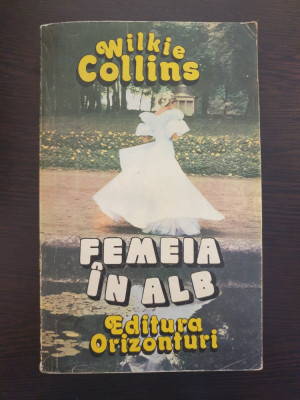 Wilkie
Collins
FEMEIA
ÎN ALB
Editura
Orizonturi